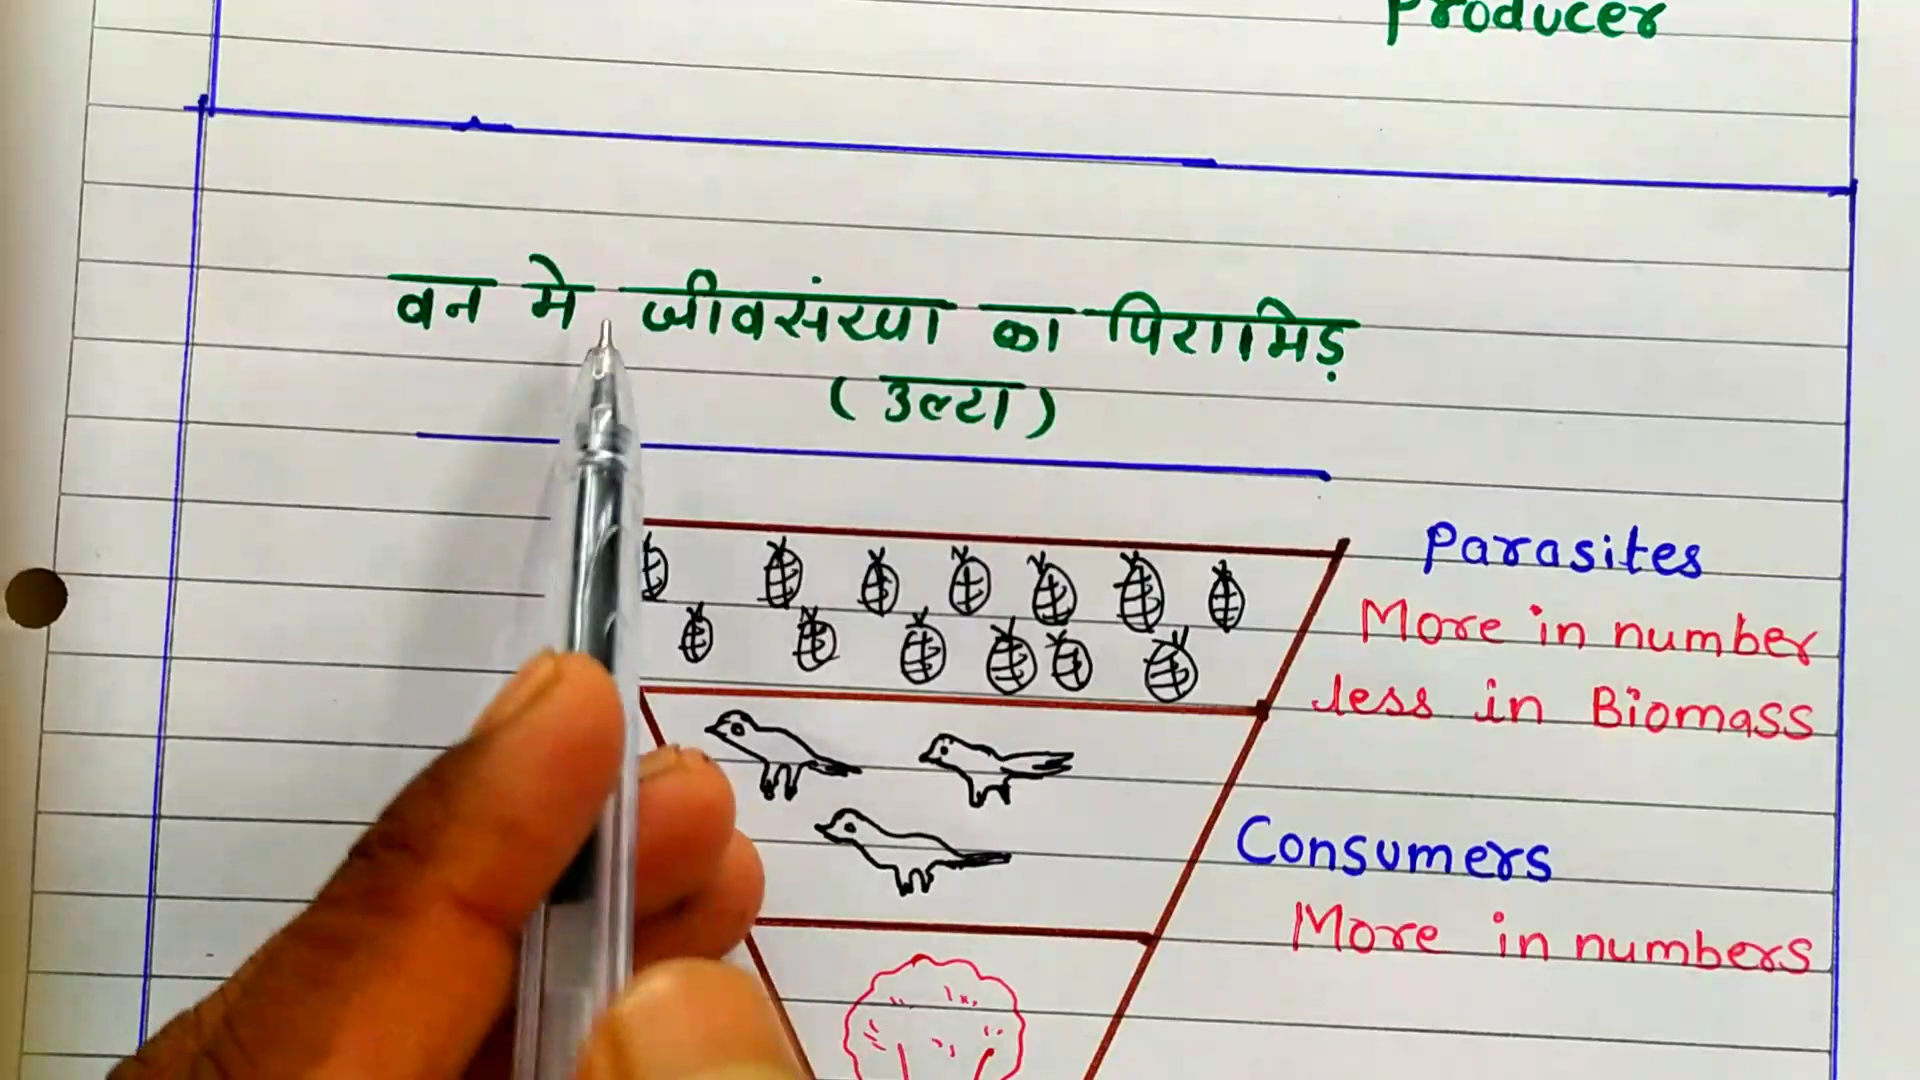 Producer
वन मे जीवसंख्या का पिरामिड़
(उल्टा)
Parasites
More in number
less in Biomass
Consumers
More in numbers